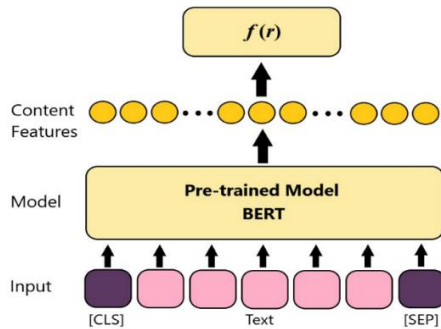 f(r)
Content
Features
Model
Pre-trained Model
BERT
Input
[CLS] Text [SEP]